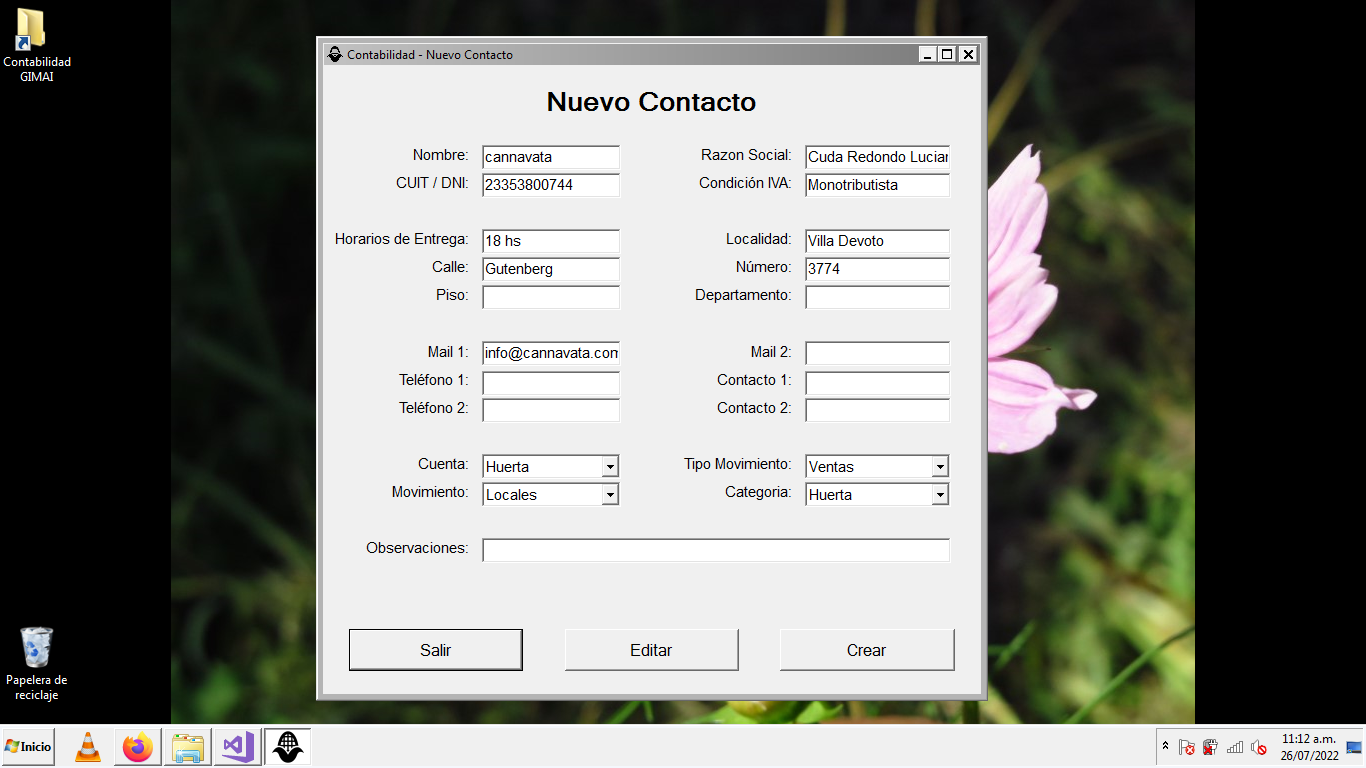 Contabilidad
GIMAI
Contabilidad - Nuevo Contacto
Nuevo Contacto
Nombre: cannavata Razon Social: Cuda Redondo Lucian
CUIT / DNI: 23353800744 Condición IVA: Monotributista
Horarios de Entrega: 18 hs Localidad: Villa Devoto
Calle: Gutenberg Número: 3774
Piso: Departamento:
Mail 1: info@cannavata.com Mail 2:
Teléfono 1: Contacto 1:
Teléfono 2: Contacto 2:
Cuenta: Huerta Tipo Movimiento: Ventas
Movimiento: Locales Categoria: Huerta
Observaciones:
Salir Editar Crear
Papelera de
reciclaje
Inicio
11:12 a.m.
26/07/2022